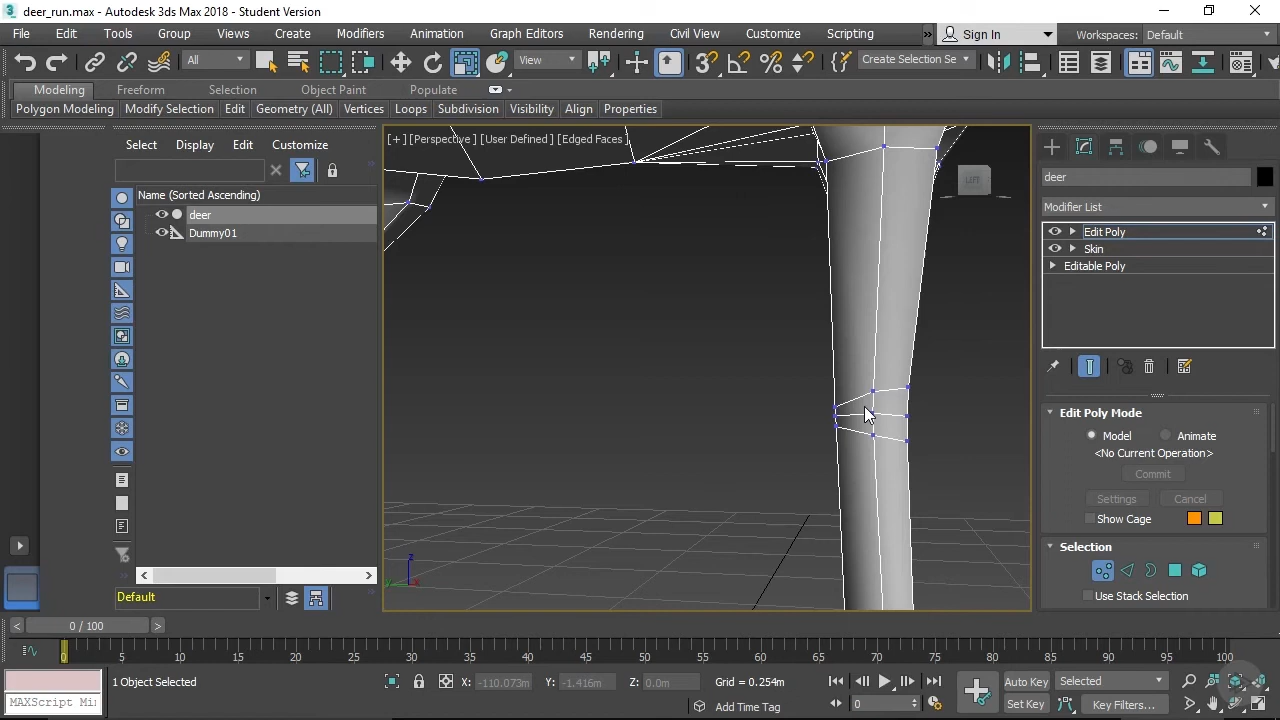 deer_run.max - Autodesk 3ds Max 2018 - Student Version
File Edit Tools Group Views Create Modifiers Animation Graph Editors Rendering Civil View Customize Scripting Sign In Workspaces: Default
All View Create Selection Se
Modeling Freeform Selection Object Paint Populate
Polygon Modeling Modify Selection Edit Geometry (All) Vertices Loops Subdivision Visibility Align Properties
Select Display Edit Customize
[+] [Perspective] [User Defined] [Edged Faces]
Name (Sorted Ascending)
deer
Dummy01
LEFT
deer
Modifier List
Edit Poly
Skin
Editable Poly
Edit Poly Mode
Model Animate
<No Current Operation>
Commit
Settings Cancel
Show Cage
Selection
Use Stack Selection
z
y
x
Default
0 / 100
0 5 10 15 20 25 30 35 40 45 50 55 60 65 70 75 80 85 90 95 100
1 Object Selected X: -110.073m Y: -1.416m Z: 0.0m Grid = 0.254m Auto Key Selected
MAXScript Mi Add Time Tag 0 Set Key Key Filters...